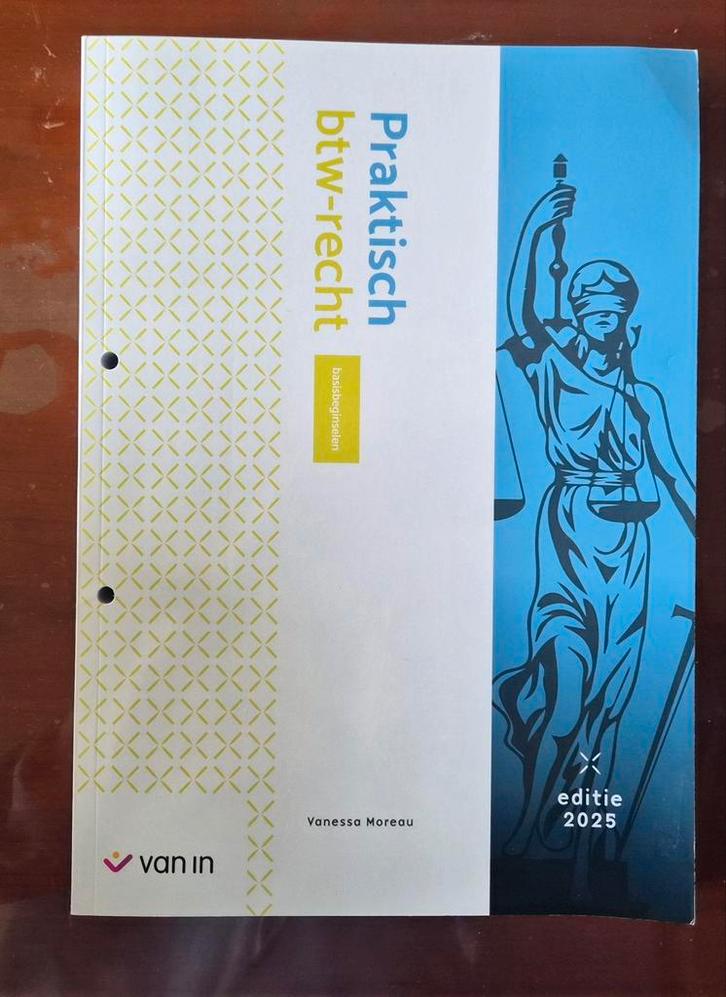 Praktisch
btw-recht
basisbeginselen
Vanessa Moreau
editie
2025
van in